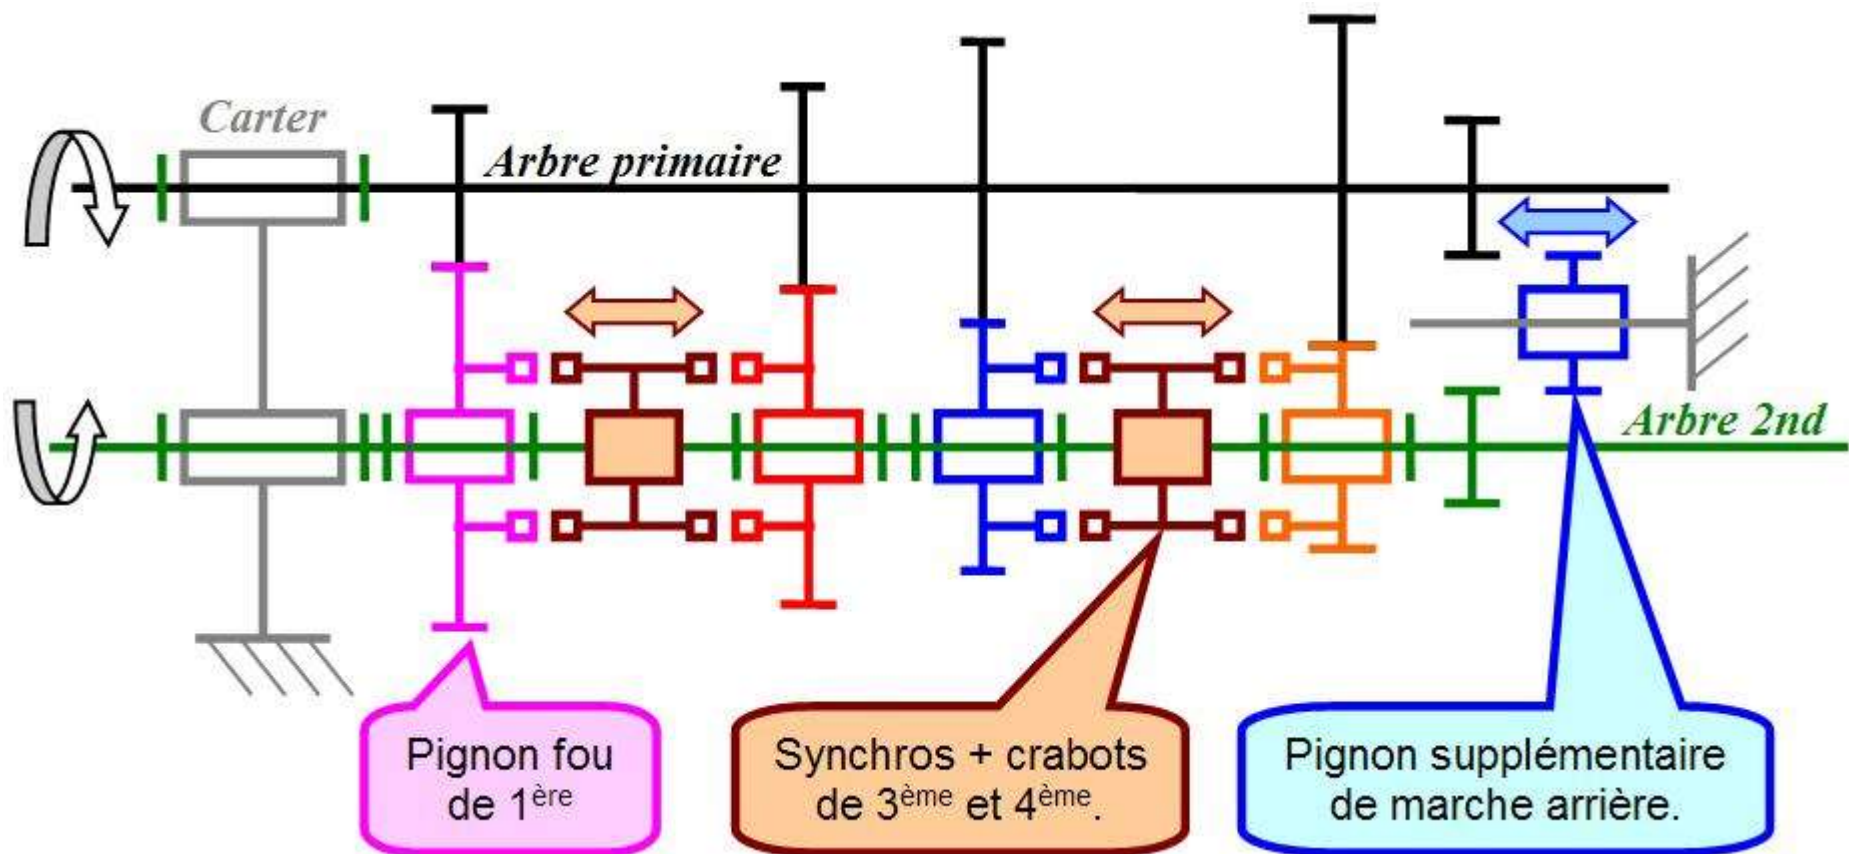 Carter
Arbre primaire
Arbre 2nd
Pignon fou
de 1ère
Synchros + crabots
de 3ème et 4ème.
Pignon supplémentaire
de marche arrière.